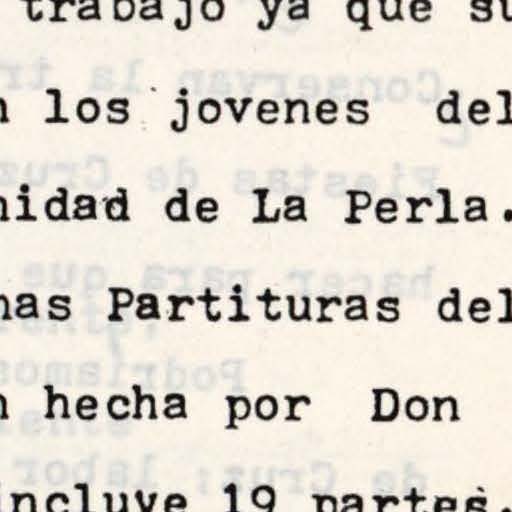 trabajo ya que su
n los jovenes del
nidad de La Perla.
nas Partituras del
n hecha por Don
incluye 19 partes.